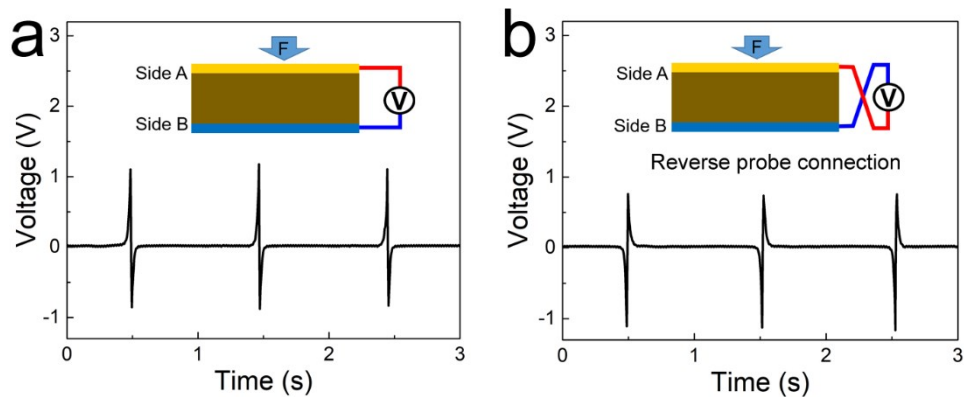 a
3
2
1
0
-1
Voltage (V)
F
Side A
Side B
V
0
1
2
3
Time (s)
b
3
2
1
0
-1
Voltage (V)
F
Side A
Side B
V
Reverse probe connection
0
1
2
3
Time (s)